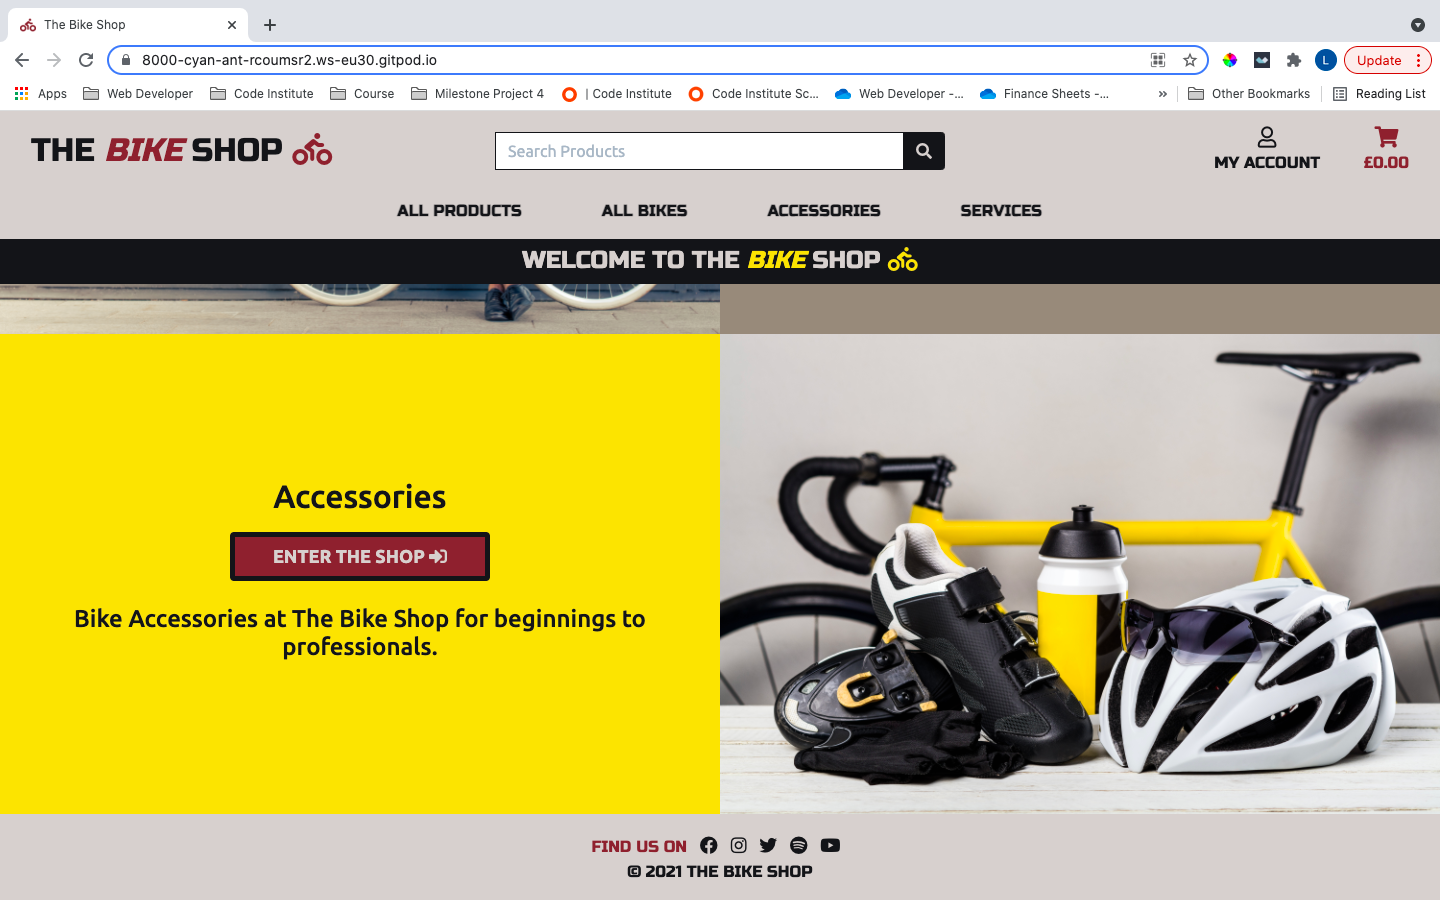 The Bike Shop
8000-cyan-ant-rcoumsr2.ws-eu30.gitpod.io
L
Update
Apps
Web Developer
Code Institute
Course
Milestone Project 4
| Code Institute
Code Institute Sc...
Web Developer -...
Finance Sheets -...
»
Other Bookmarks
Reading List
THE BIKE SHOP
Search Products
MY ACCOUNT
£0.00
ALL PRODUCTS
ALL BIKES
ACCESSORIES
SERVICES
WELCOME TO THE BIKE SHOP
Accessories
ENTER THE SHOP
Bike Accessories at The Bike Shop for beginnings to
professionals.
FIND US ON
© 2021 THE BIKE SHOP